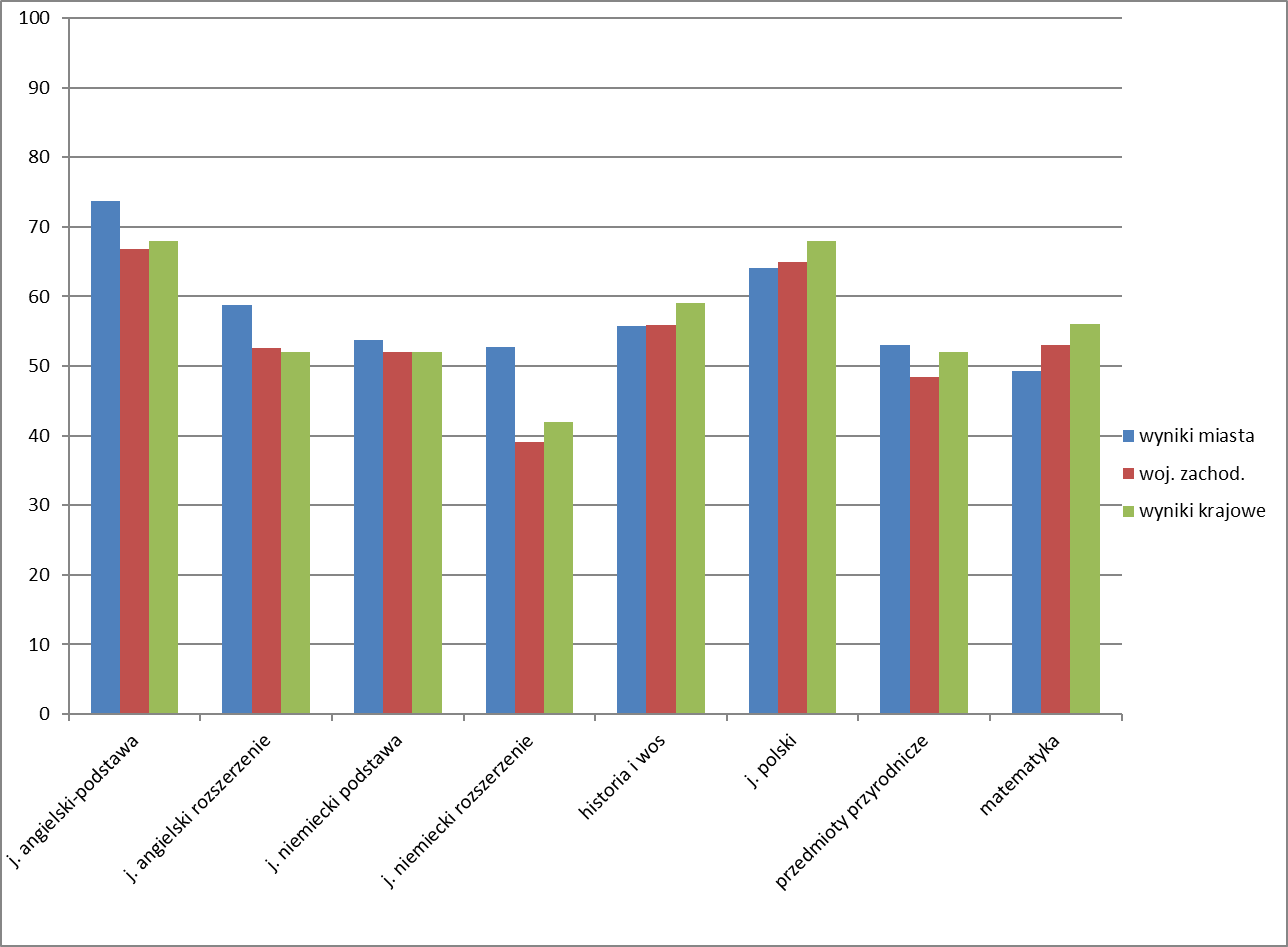 100
90
80
70
60
50
40
30
20
10
0
j. angielski-podstawa
j. angielski rozszerzenie
j. niemiecki podstawa
j. niemiecki rozszerzenie
historia i wos
j. polski
przedmioty przyrodnicze
matematyka
wyniki miasta
woj. zachod.
wyniki krajowe